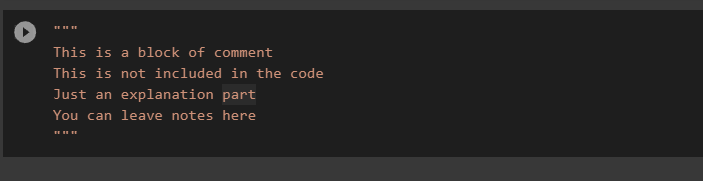 """
This is a block of comment
This is not included in the code
Just an explanation part
You can leave notes here
"""